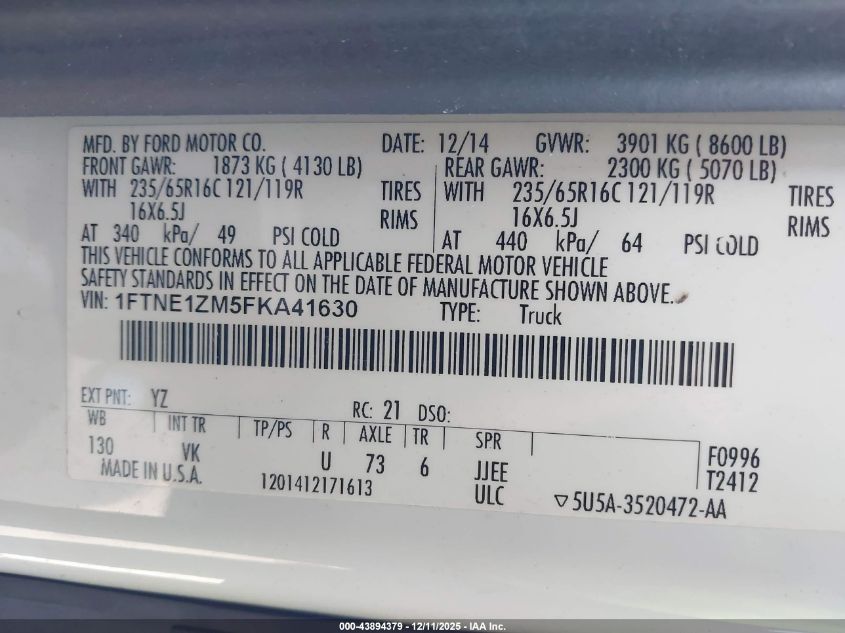 MFD. BY FORD MOTOR CO. DATE: 12/14 GVWR: 3901 KG ( 8600 LB)
FRONT GAWR: 1873 KG ( 4130 LB) REAR GAWR: 2300 KG ( 5070 LB)
WITH 235/65R16C 121/119R TIRES WITH 235/65R16C 121/119R TIRES
16X6.5J RIMS 16X6.5J RIMS
AT 340 kPa/ 49 PSI COLD AT 440 kPa/ 64 PSI COLD
THIS VEHICLE CONFORMS TO ALL APPLICABLE FEDERAL MOTOR VEHICLE
SAFETY STANDARDS IN EFFECT ON THE DATE OF MANUFACTURE SHOWN ABOVE.
VIN: 1FTNE1ZM5FKA41630 TYPE: Truck
EXT PNT: YZ RC: 21 DSO:
WB INT TR TP/PS R AXLE TR SPR
130 VK U 73 6 JJEE F0996
MADE IN U.S.A. 1201412171613 ULC T2412
5U5A-3520472-AA
000-43894379 - 12/11/2025 - IAA Inc.